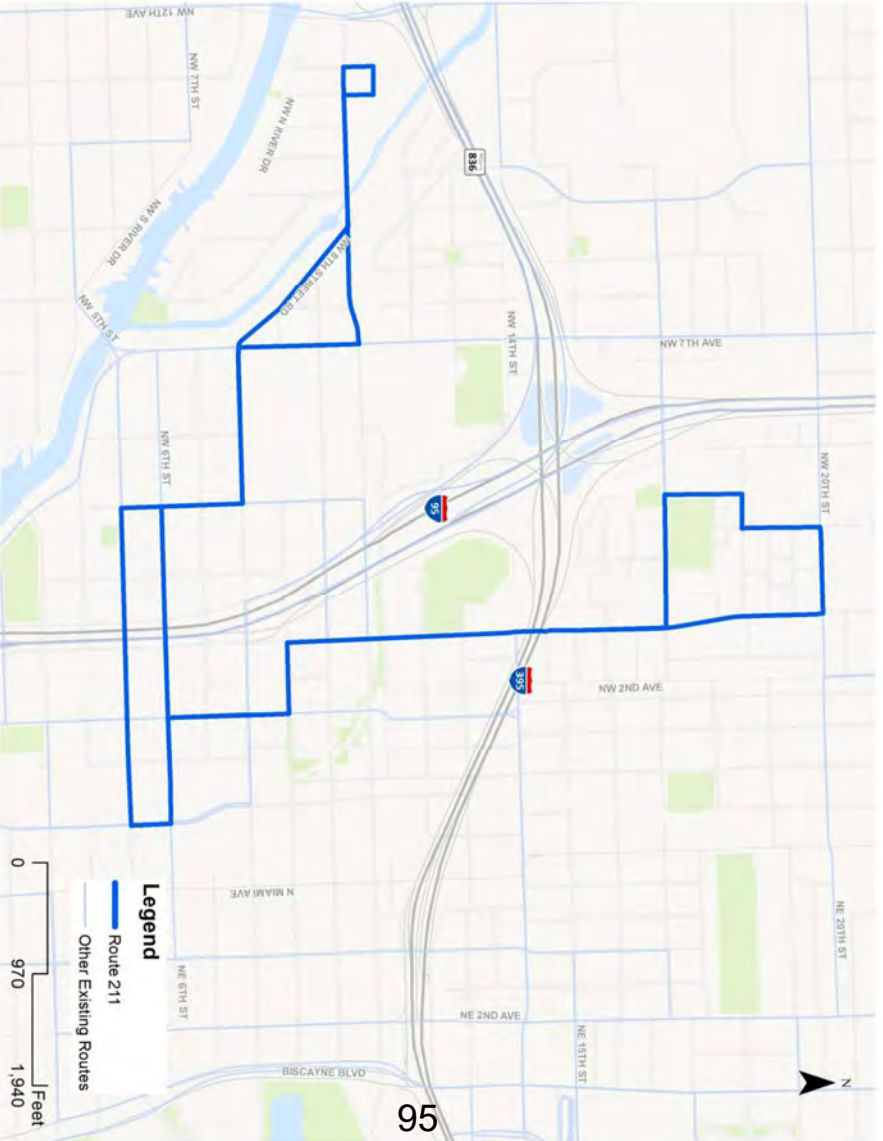 NW 12TH AVE
NW 7TH ST
NW N RIVER DR
836
NW S RIVER DR
NW 8TH STREET RD
NW 5TH ST
NW 14TH ST
NW 7TH AVE
NW 6TH ST
95
NW 20TH ST
395
NW 2ND AVE
N MIAMI AVE
NE 20TH ST
NE 6TH ST
NE 2ND AVE
NE 15TH ST
BISCAYNE BLVD
N
Legend
Route 211
Other Existing Routes
0 970 1,940
Feet
95